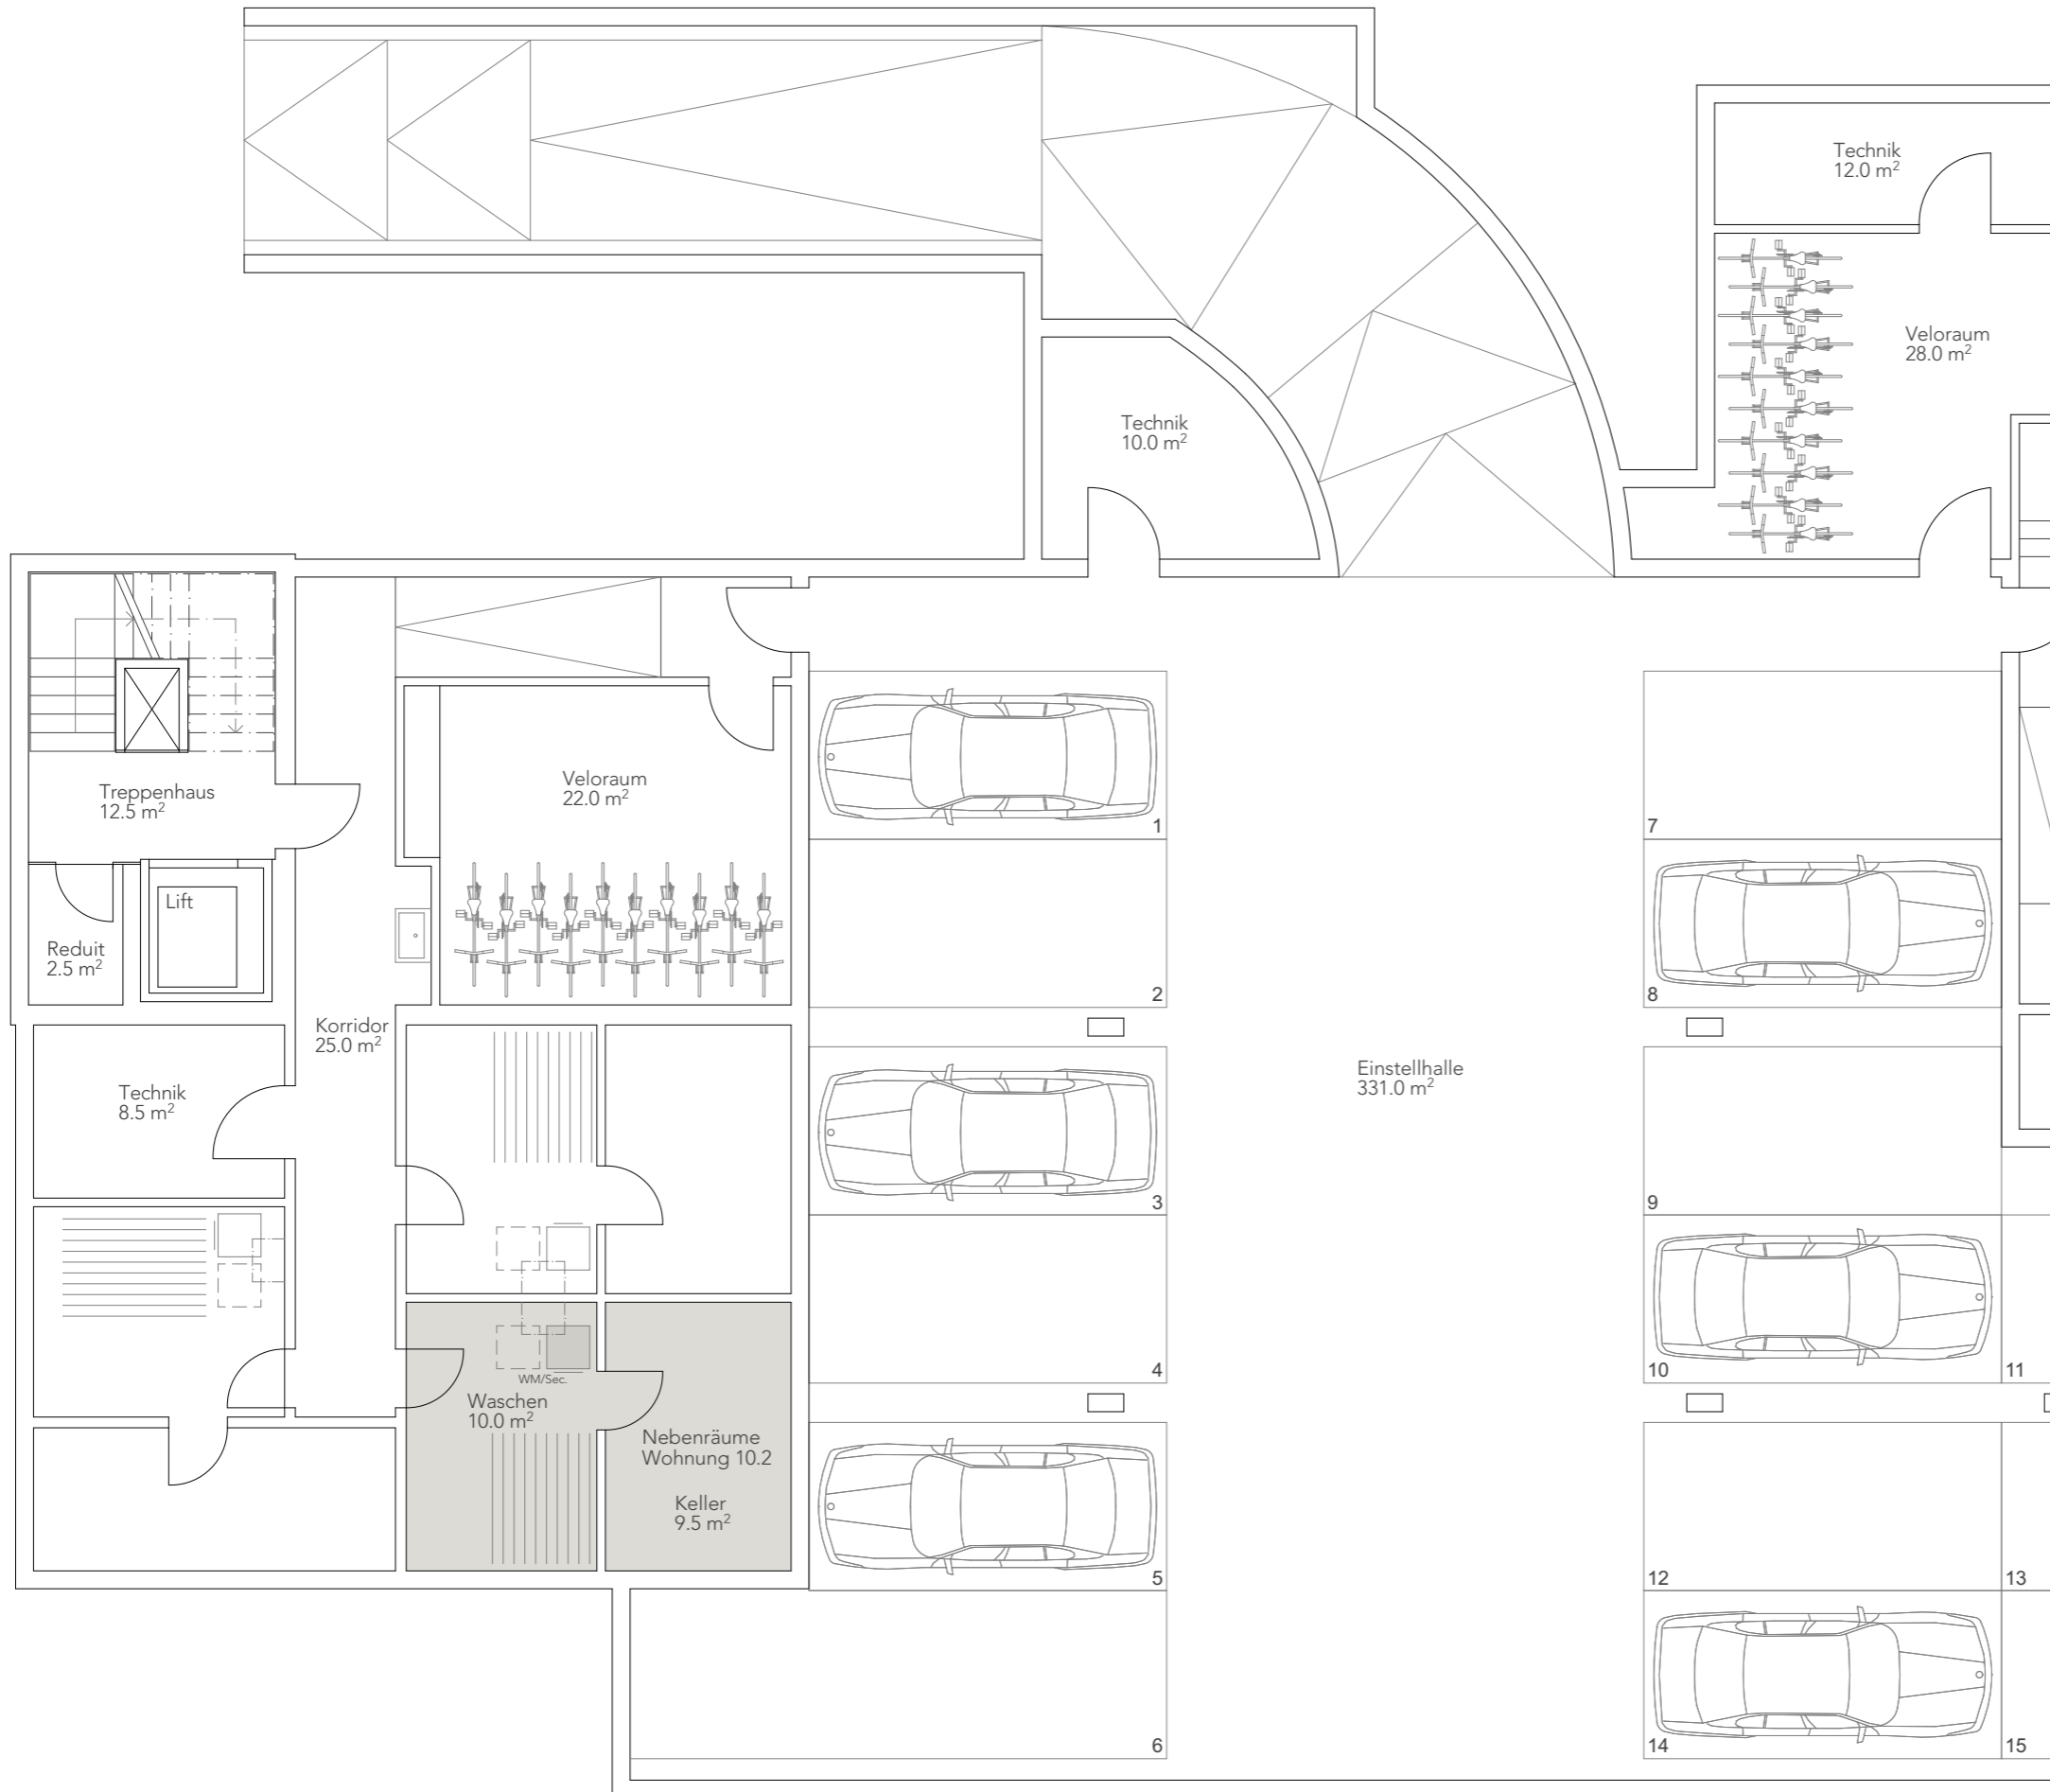 Technik
12.0 m²
Veloraum
28.0 m²
Technik
10.0 m²
Treppenhaus
12.5 m²
Veloraum
22.0 m²
Lift
Reduit
2.5 m²
Korridor
25.0 m²
Technik
8.5 m²
Einstellhalle
331.0 m²
WM/Sec.
Waschen
10.0 m²
Nebenräume
Wohnung 10.2
Keller
9.5 m²
1
2
3
4
5
6
7
8
9
10
11
12
13
14
15